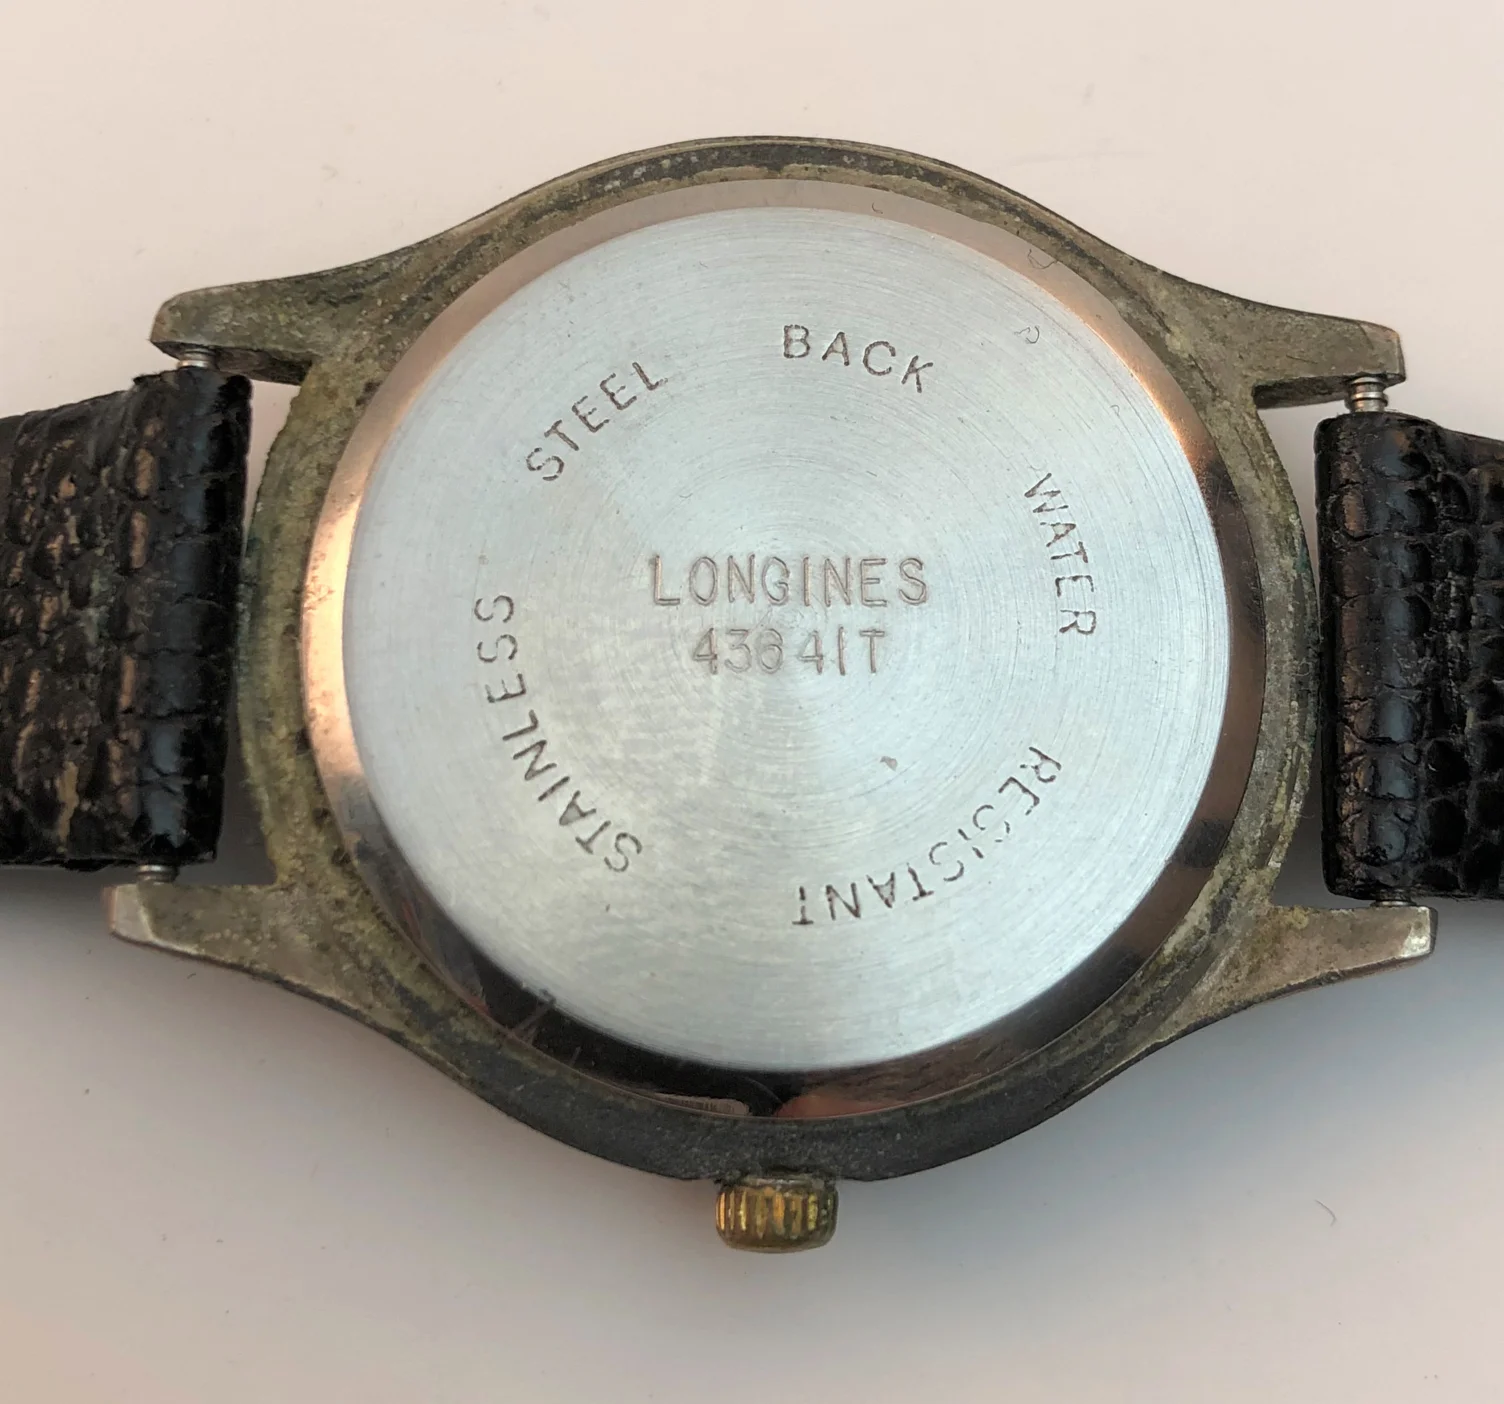 STAINLESS STEEL BACK WATER RESISTANT
LONGINES
43641T